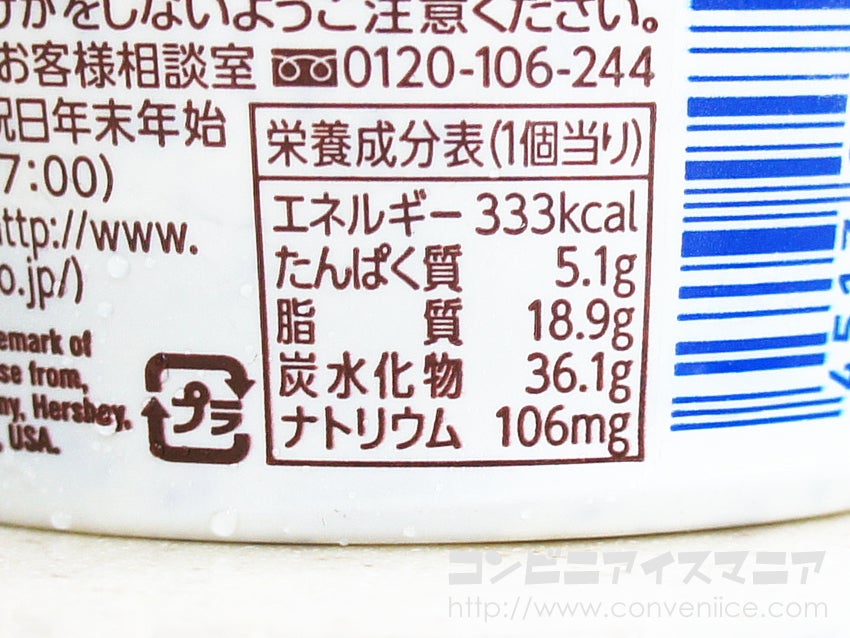 けがをしないようご注意ください。
お客様相談室 0120-106-244
祝日年末年始
7:00)
http://www.
o.jp/)
emark of
se from,
ny, Hershey,
, USA.
プラ
栄養成分表(1個当り)
エネルギー 333kcal
たんぱく質 5.1g
脂質 18.9g
炭水化物 36.1g
ナトリウム 106mg
コンビニアイスマニア
http://www.conveniice.com/